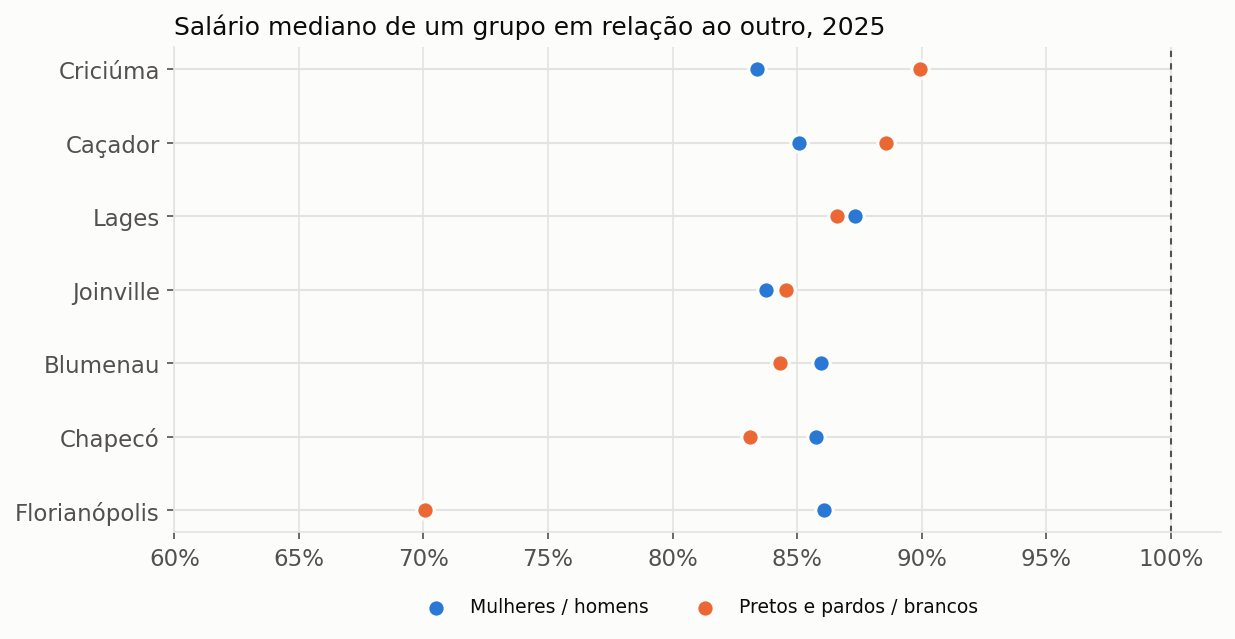 Salário mediano de um grupo em relação ao outro, 2025
Criciúma
Caçador
Lages
Joinville
Blumenau
Chapecó
Florianópolis
60% 65% 70% 75% 80% 85% 90% 95% 100%
Mulheres / homens Pretos e pardos / brancos